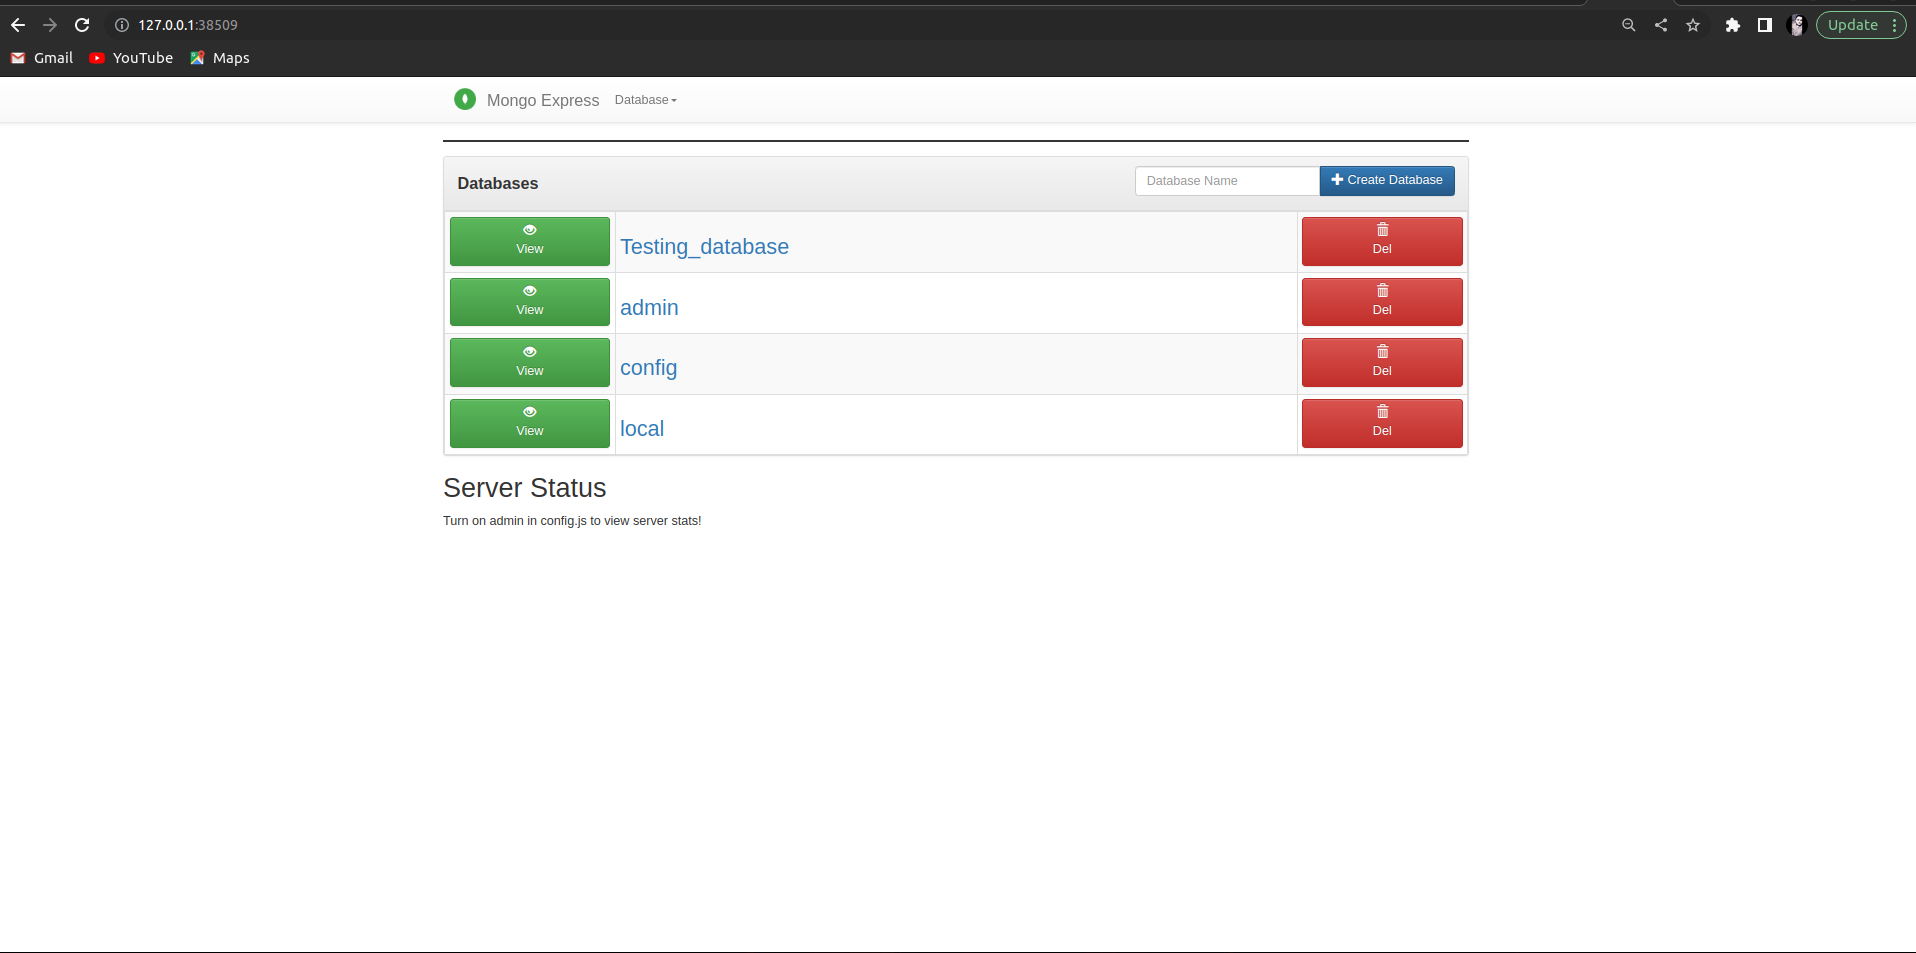 127.0.0.1:38509
Update
Gmail YouTube Maps
Mongo Express Database
Databases
Database Name
Create Database
View
Testing_database
Del
View
admin
Del
View
config
Del
View
local
Del
Server Status
Turn on admin in config.js to view server stats!